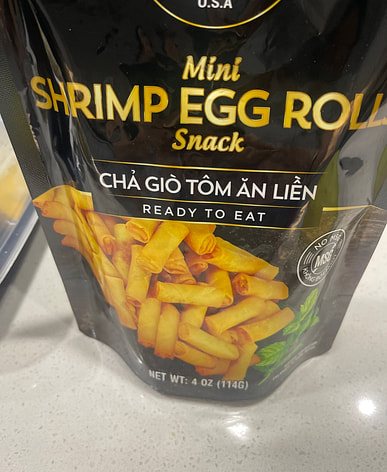 U.S.A
Mini
SHRIMP EGG ROLL
Snack
CHẢ GIÒ TÔM ĂN LIỀN
READY TO EAT
NO
MSG
NET WT: 4 OZ (114G)